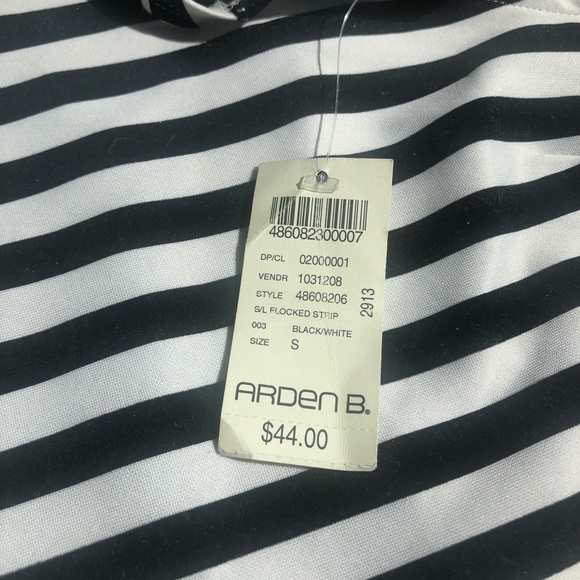 486082300007
DP/CL 02000001
VENDR 1031208
STYLE 48608206
S/L FLOCKED STRIP
003 BLACK/WHITE
SIZE S
2913
ARDEN B.
$44.00